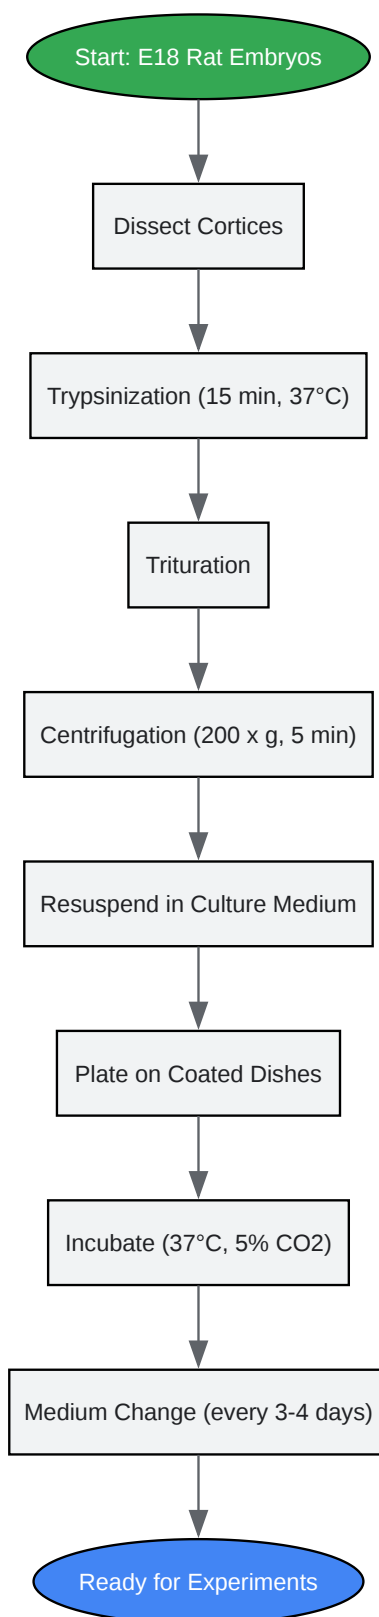 Start: E18 Rat Embryos
Dissect Cortices
Trypsinization (15 min, 37°C)
Trituration
Centrifugation (200 x g, 5 min)
Resuspend in Culture Medium
Plate on Coated Dishes
Incubate (37°C, 5% CO2)
Medium Change (every 3-4 days)
Ready for Experiments